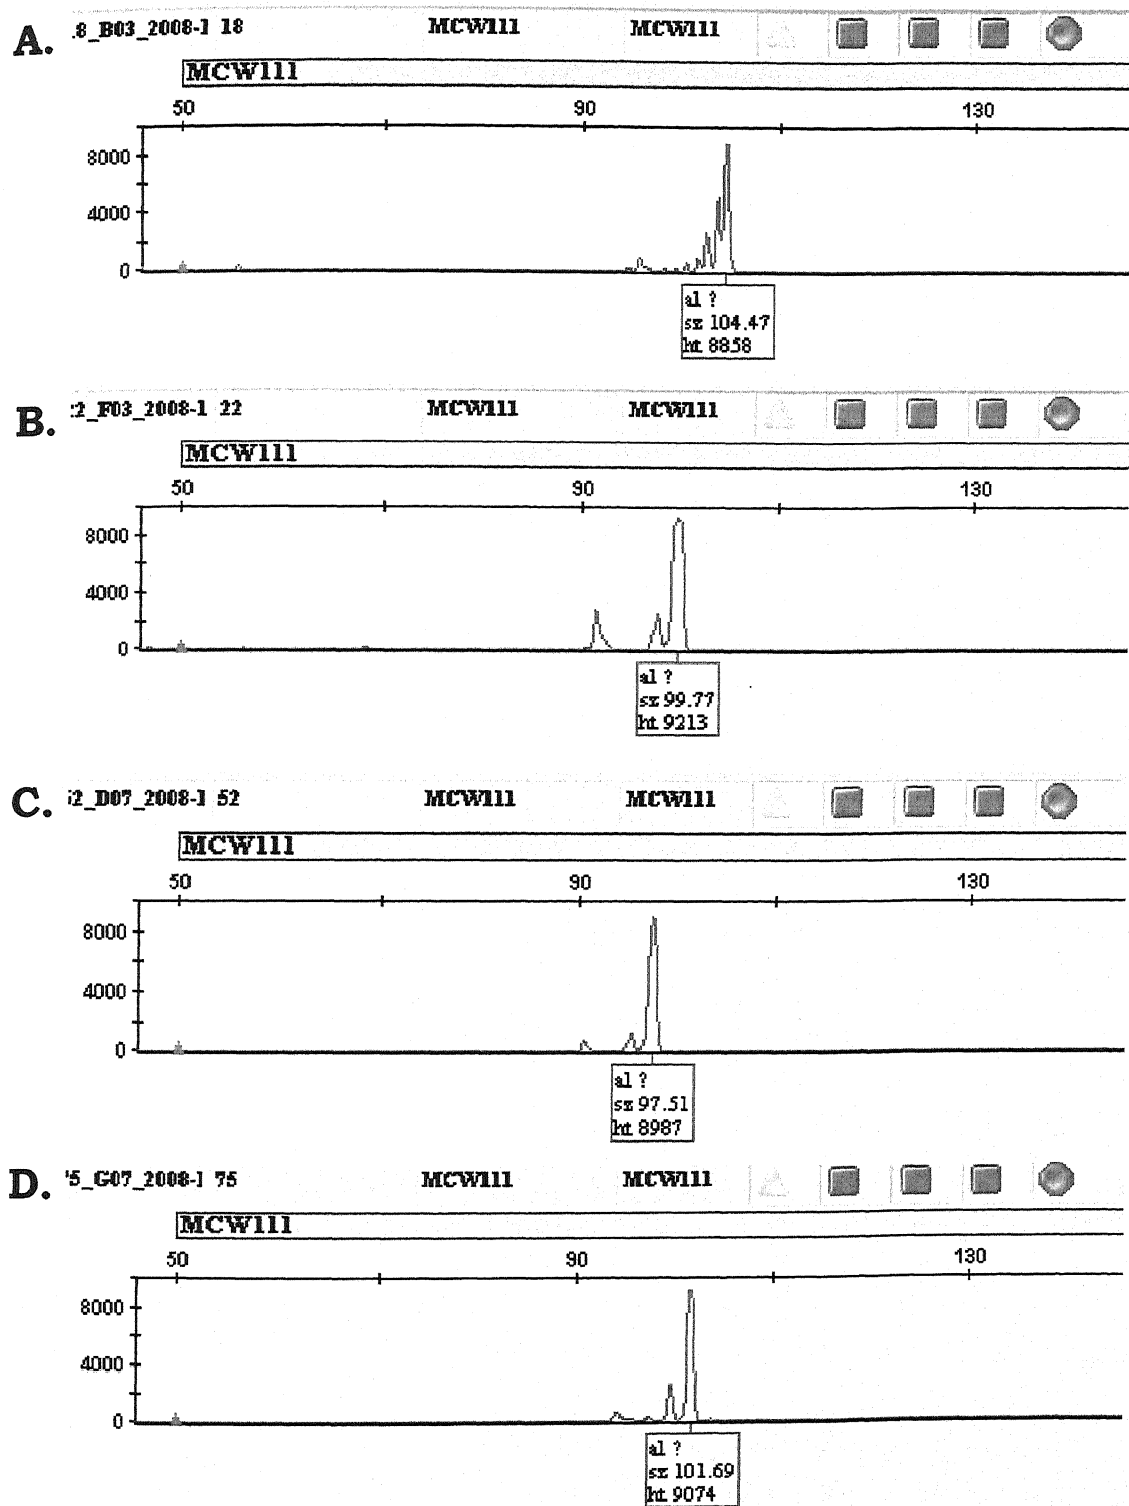 A. .8_B03_2008-1 18 MCW111 MCW111
MCW111
50 90 130
8000
4000
0
al ?
sz 104.47
ht 8858
B. :2_F03_2008-1 22 MCW111 MCW111
MCW111
50 90 130
8000
4000
0
al ?
sz 99.77
ht 9213
C. i2_D07_2008-1 52 MCW111 MCW111
MCW111
50 90 130
8000
4000
0
al ?
sz 97.51
ht 8987
D. '5_G07_2008-1 75 MCW111 MCW111
MCW111
50 90 130
8000
4000
0
al ?
sz 101.69
ht 9074